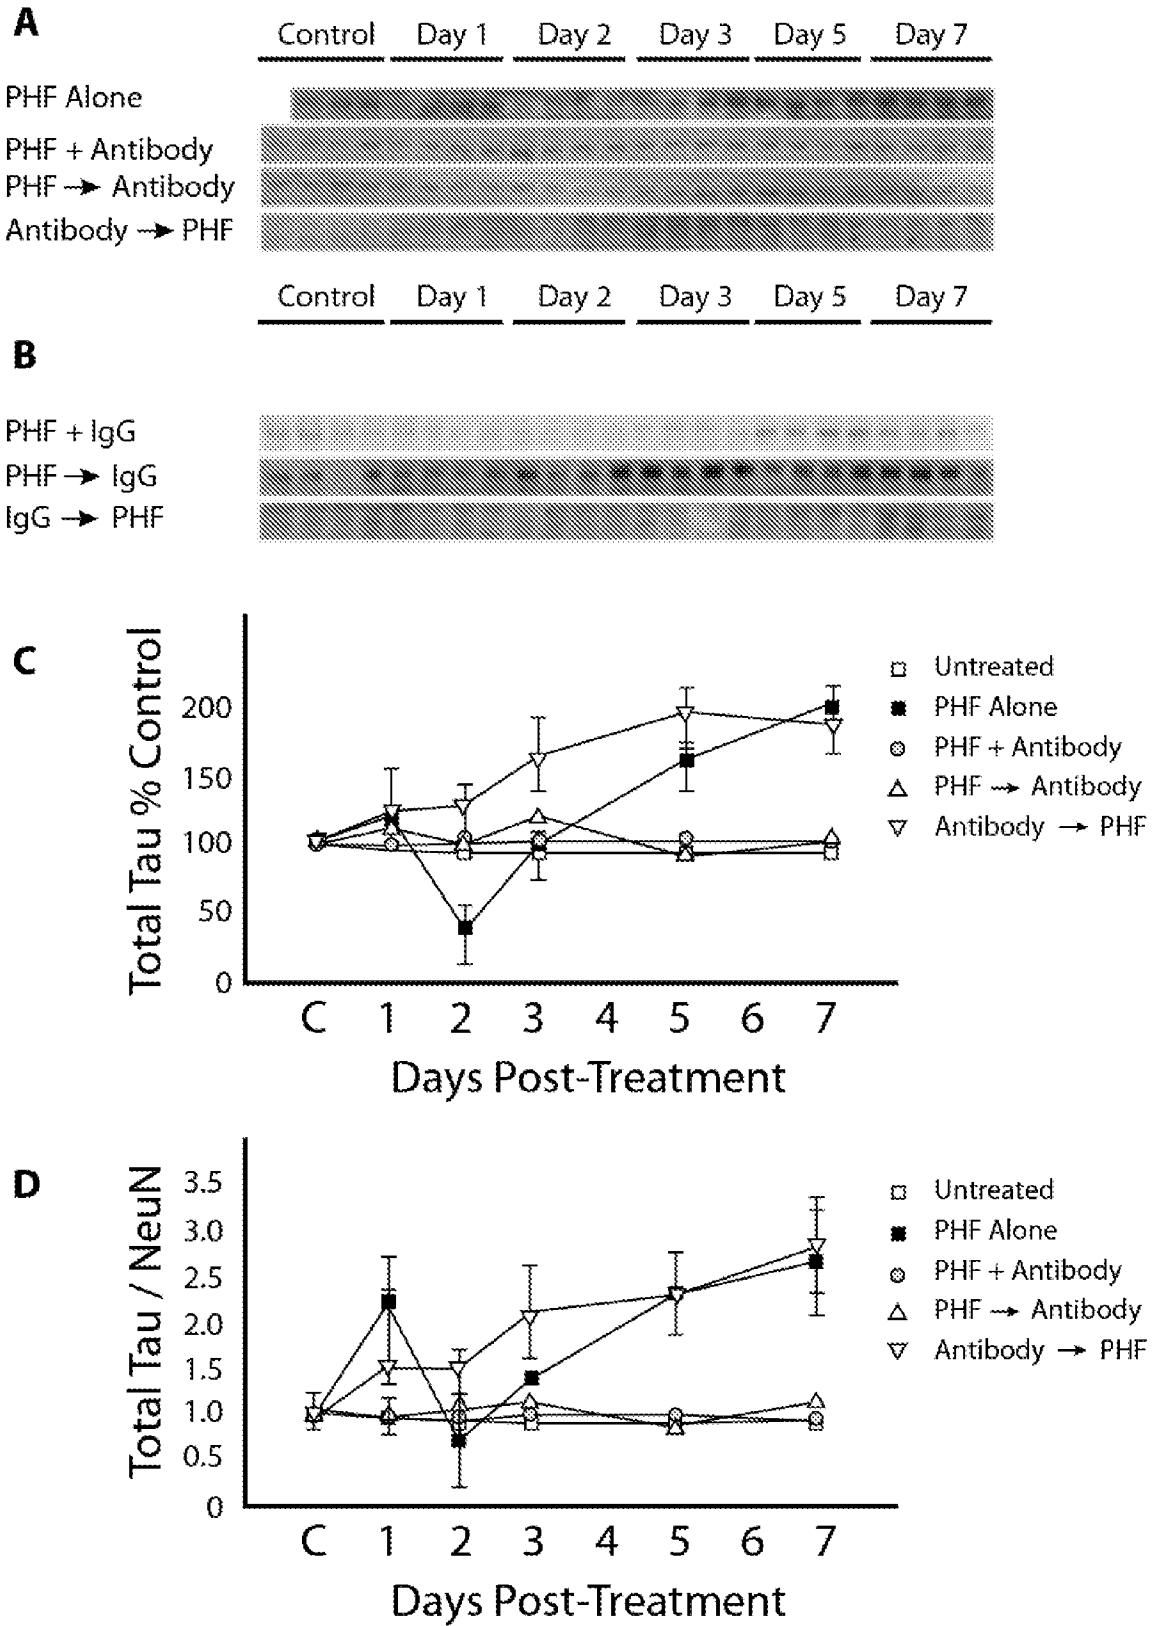 A
Control Day 1 Day 2 Day 3 Day 5 Day 7
PHF Alone
PHF + Antibody
PHF → Antibody
Antibody → PHF
Control Day 1 Day 2 Day 3 Day 5 Day 7
B
PHF + IgG
PHF → IgG
IgG → PHF
C
Total Tau % Control
200
150
100
50
0
C 1 2 3 4 5 6 7
Days Post-Treatment
Untreated
PHF Alone
PHF + Antibody
PHF → Antibody
Antibody → PHF
D
Total Tau / NeuN
3.5
3.0
2.5
2.0
1.5
1.0
0.5
0
C 1 2 3 4 5 6 7
Days Post-Treatment
Untreated
PHF Alone
PHF + Antibody
PHF → Antibody
Antibody → PHF